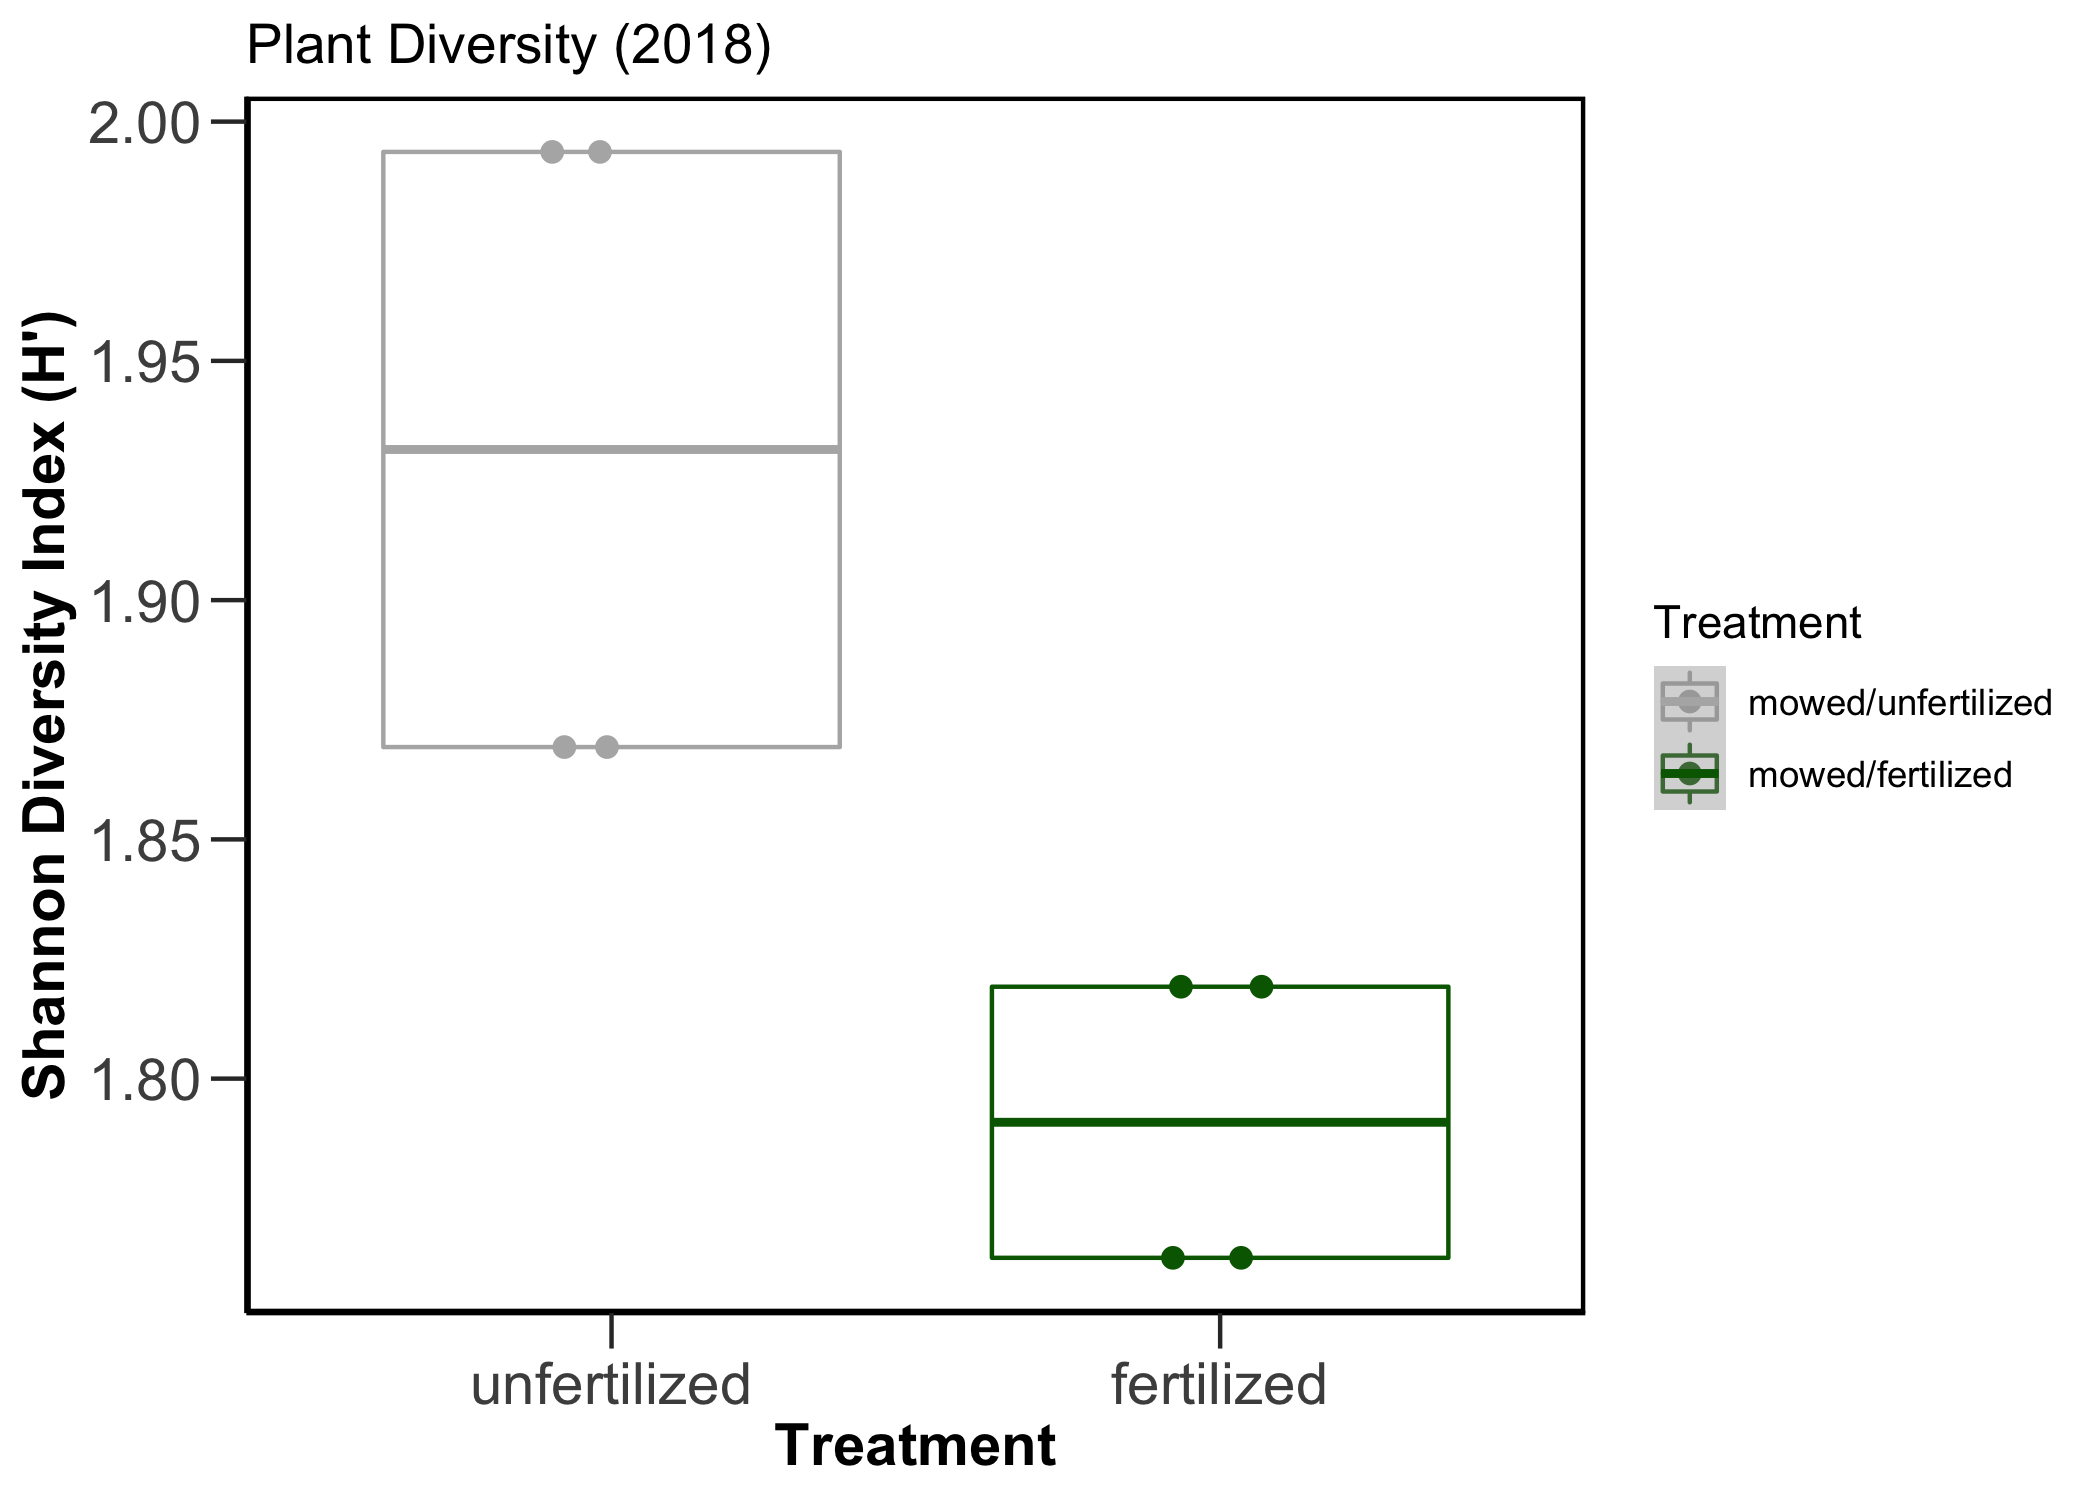 Plant Diversity (2018)
Shannon Diversity Index (H')
2.00
1.95
1.90
1.85
1.80
unfertilized
fertilized
Treatment
Treatment
mowed/unfertilized
mowed/fertilized